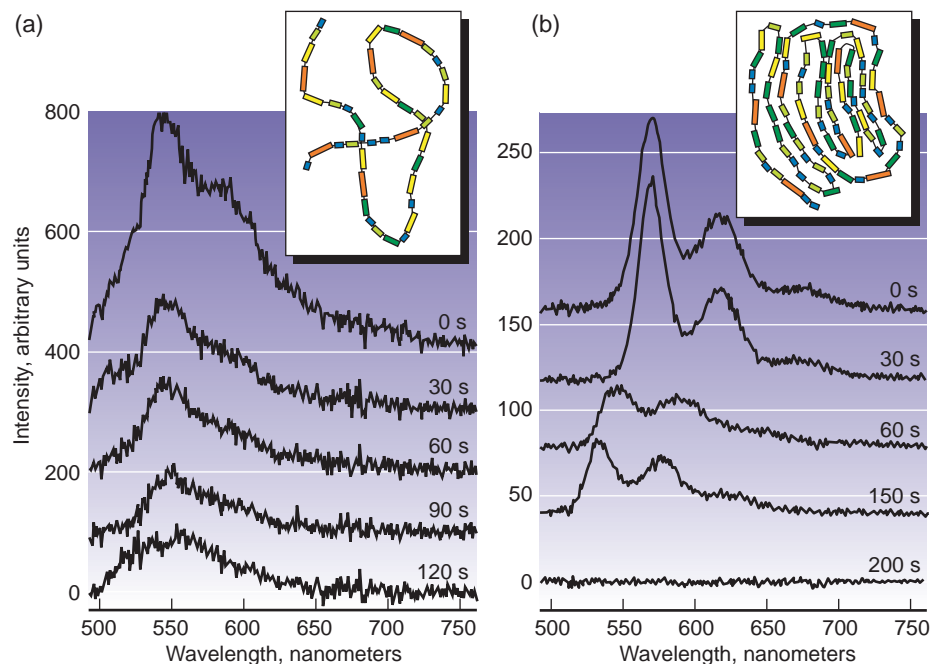 (a)
800
600
400
200
0
Intensity, arbitrary units
0 s
30 s
60 s
90 s
120 s
500 550 600 650 700 750
Wavelength, nanometers
(b)
250
200
150
100
50
0
0 s
30 s
60 s
150 s
200 s
500 550 600 650 700 750
Wavelength, nanometers